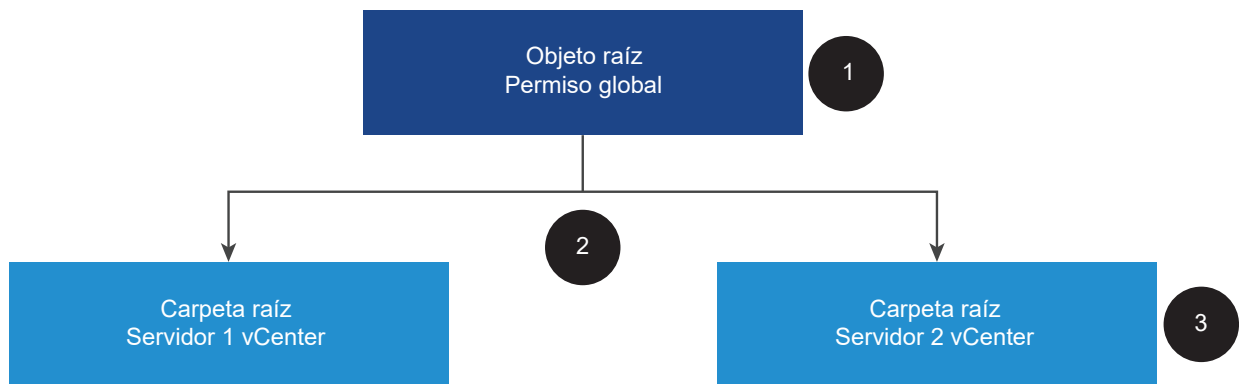 Objeto raíz
Permiso global
1
2
Carpeta raíz
Servidor 1 vCenter
Carpeta raíz
Servidor 2 vCenter
3